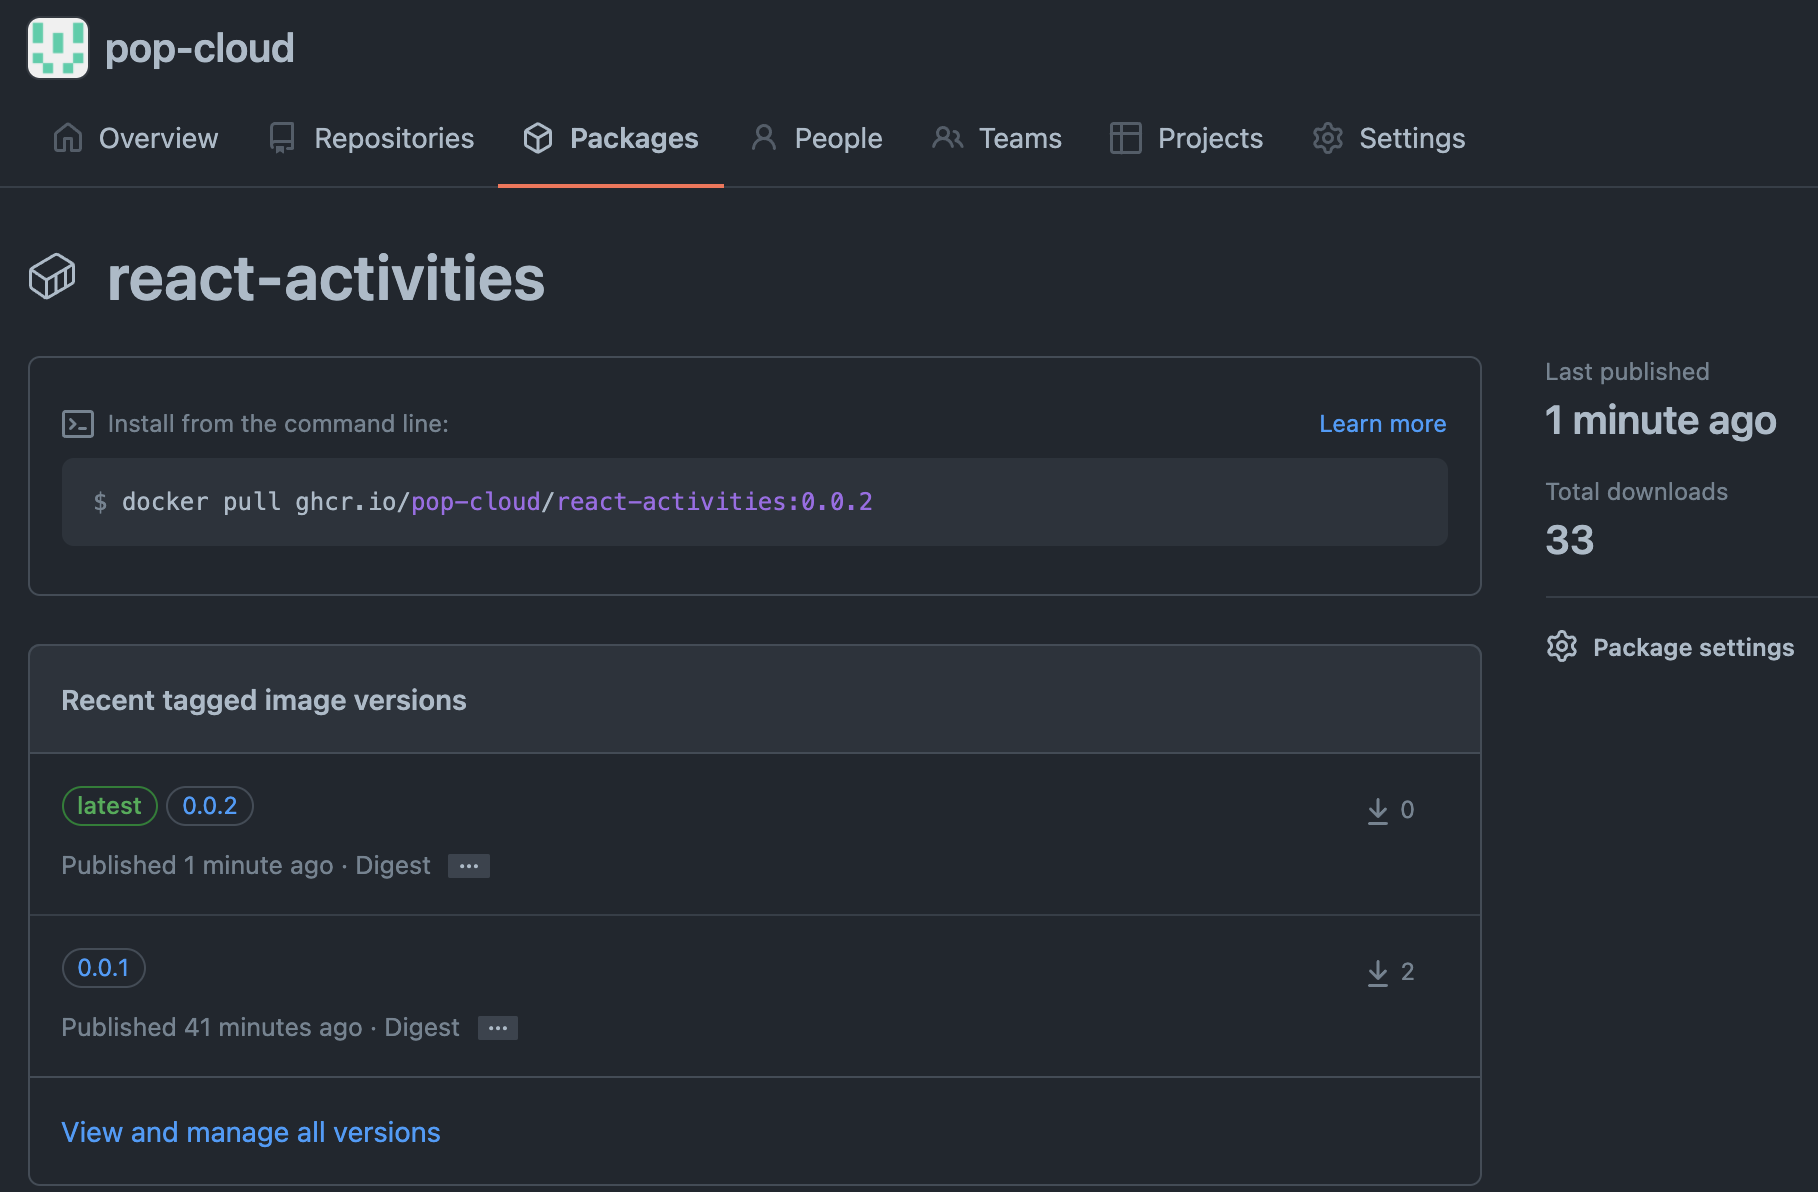 pop-cloud
Overview Repositories Packages People Teams Projects Settings
react-activities
Install from the command line: Learn more
$ docker pull ghcr.io/pop-cloud/react-activities:0.0.2
Last published
1 minute ago
Total downloads
33
Package settings
Recent tagged image versions
latest 0.0.2 0
Published 1 minute ago · Digest ···
0.0.1 2
Published 41 minutes ago · Digest ···
View and manage all versions